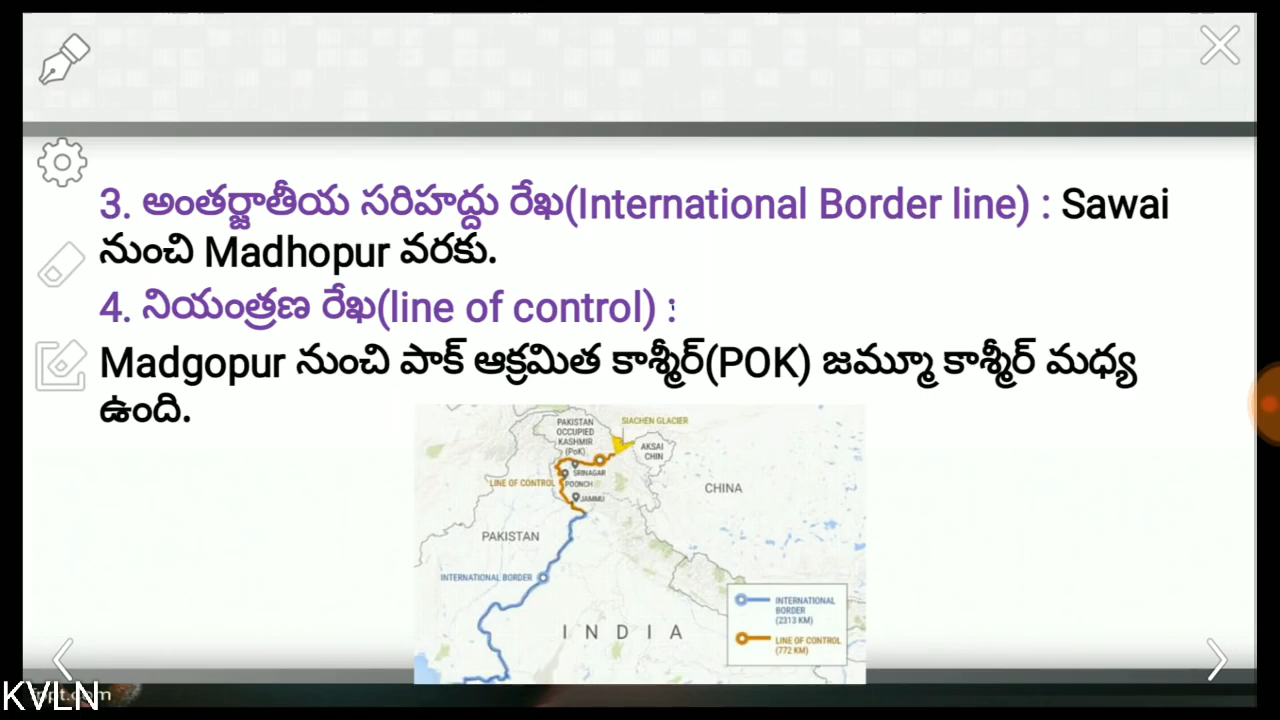 3. అంతర్జాతీయ సరిహద్దు రేఖ(International Border line) : Sawai
నుంచి Madhopur వరకు.
4. నియంత్రణ రేఖ(line of control) :
Madgopur నుంచి పాక్ ఆక్రమిత కాశ్మీర్(POK) జమ్మూ కాశ్మీర్ మధ్య
ఉంది.
PAKISTAN
OCCUPIED
KASHMIR
(PoK)
SIACHEN GLACIER
AKSAI
CHIN
SRINAGAR
LINE OF CONTROL
POONCH
JAMMU
CHINA
PAKISTAN
INTERNATIONAL BORDER
INDIA
INTERNATIONAL
BORDER
(2313 KM)
LINE OF CONTROL
(772 KM)
KVLN